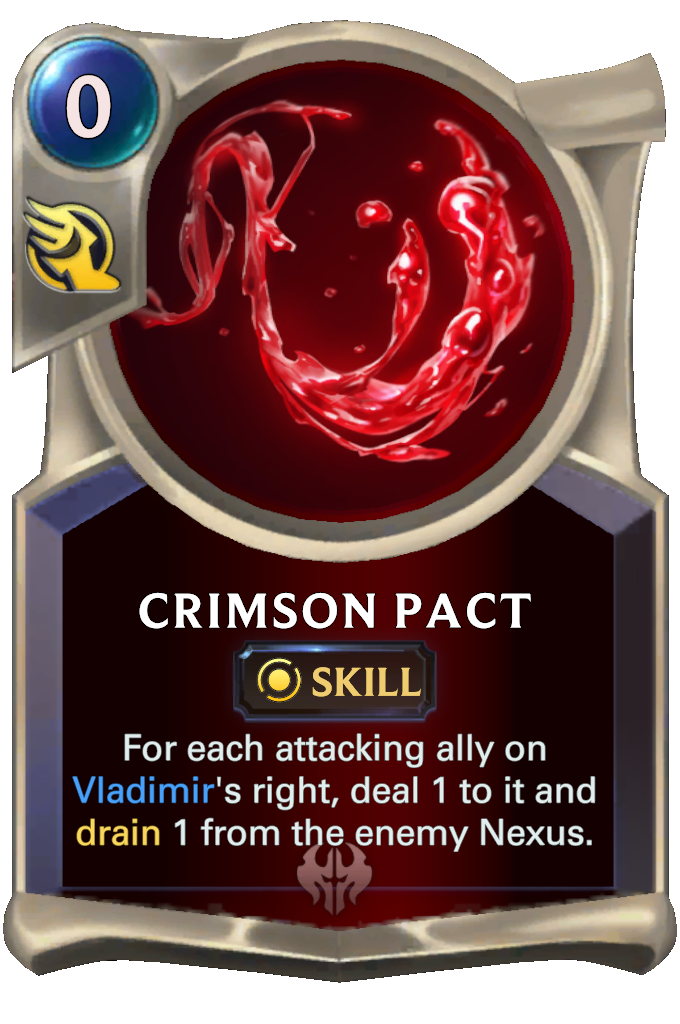 0
CRIMSON PACT
SKILL
For each attacking ally on
Vladimir's right, deal 1 to it and
drain 1 from the enemy Nexus.